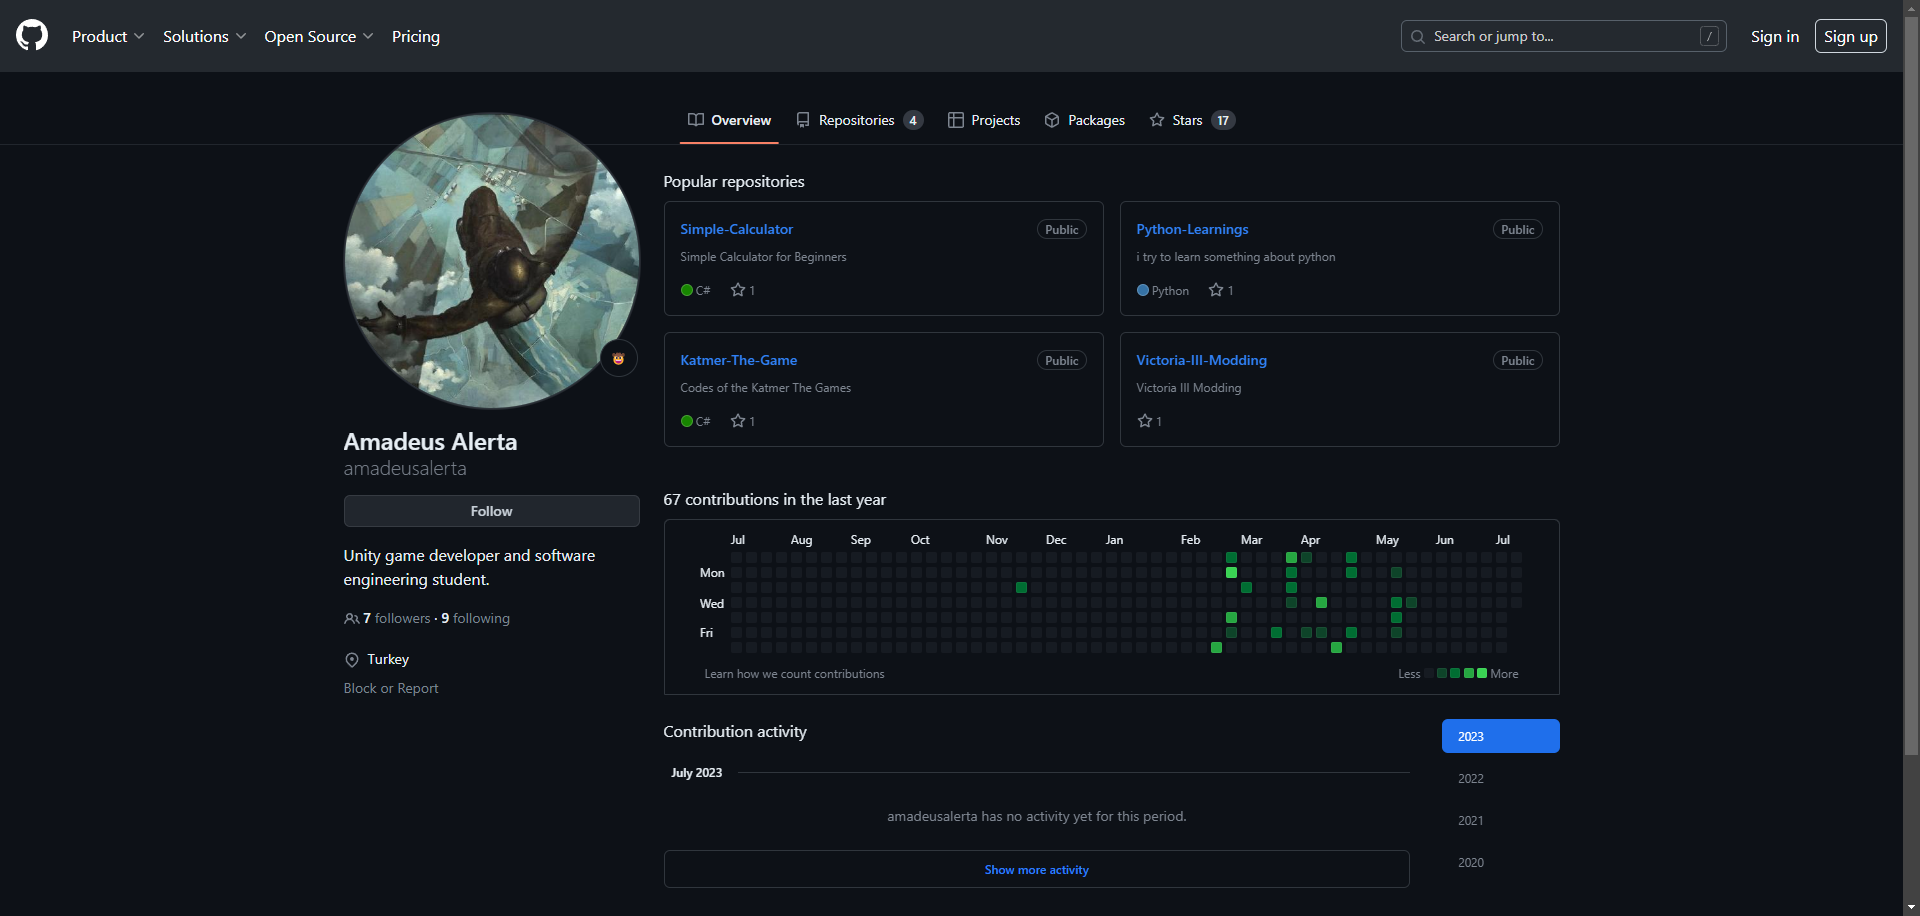 Product Solutions Open Source Pricing Search or jump to... / Sign in Sign up
Overview Repositories 4 Projects Packages Stars 17
Amadeus Alerta
amadeusalerta
Follow
Unity game developer and software
engineering student.
7 followers · 9 following
Turkey
Block or Report
Popular repositories
Simple-Calculator Public
Simple Calculator for Beginners
C# 1
Python-Learnings Public
i try to learn something about python
Python 1
Katmer-The-Game Public
Codes of the Katmer The Games
C# 1
Victoria-III-Modding Public
Victoria III Modding
1
67 contributions in the last year
Jul Aug Sep Oct Nov Dec Jan Feb Mar Apr May Jun Jul
Mon
Wed
Fri
Learn how we count contributions Less More
Contribution activity
July 2023
amadeusalerta has no activity yet for this period.
Show more activity
2023
2022
2021
2020